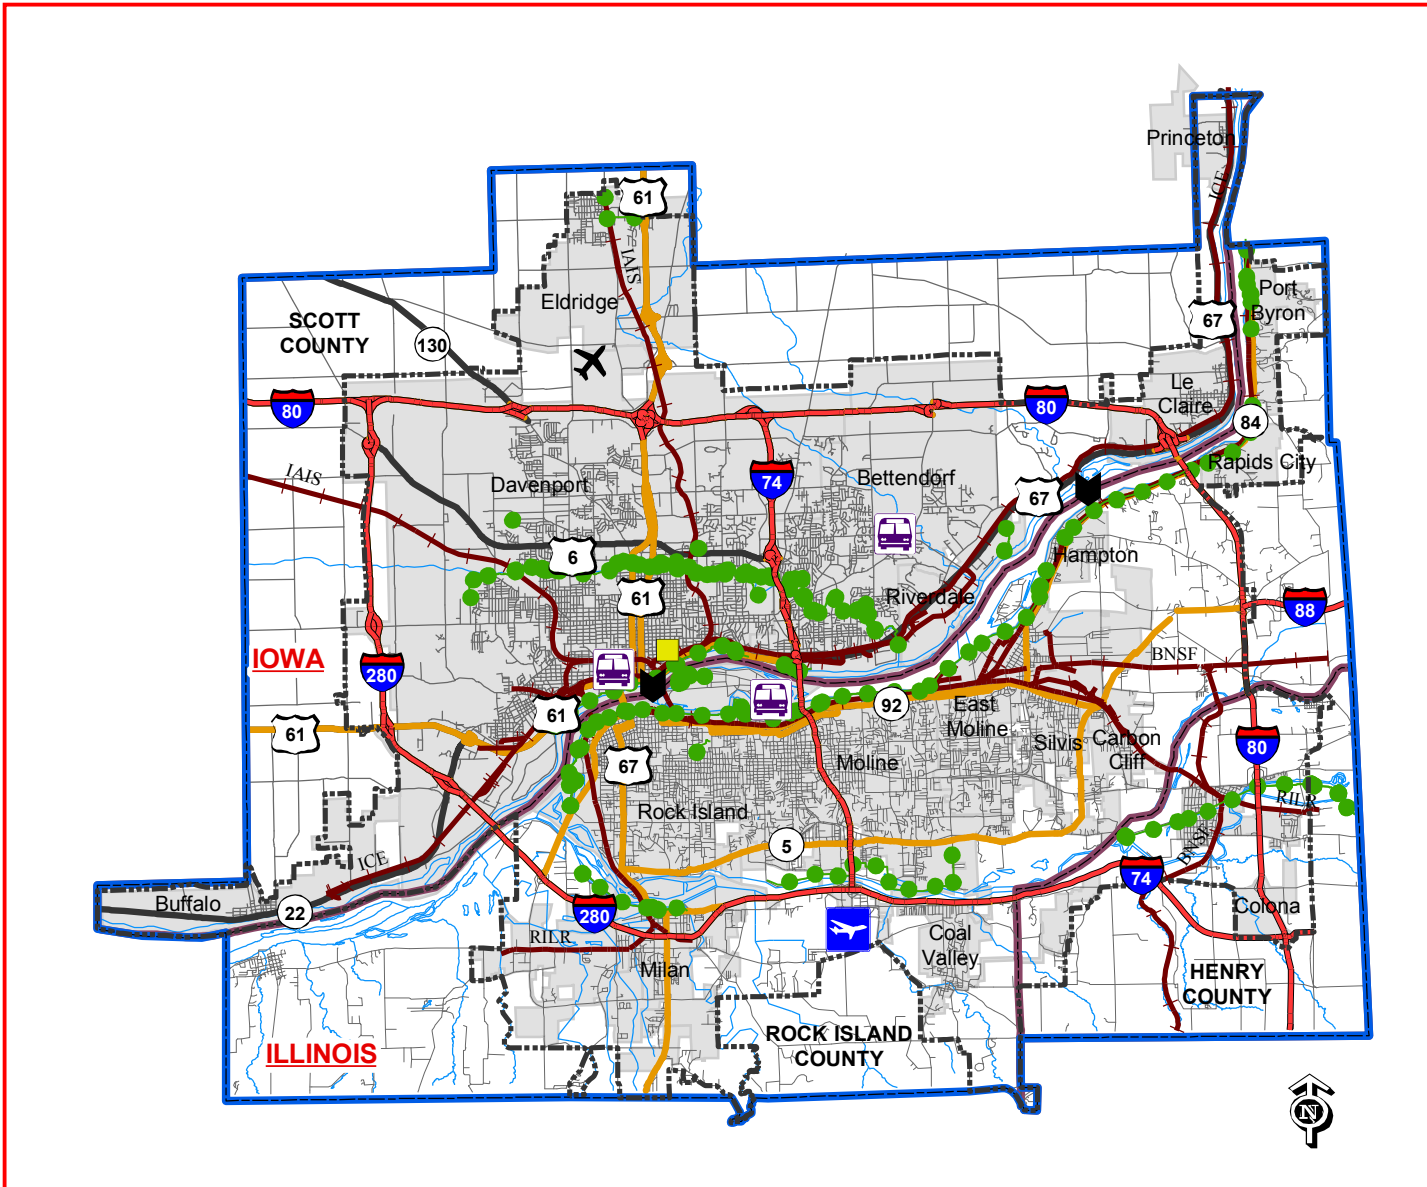 Princeton
ICE
61
IAIS
Eldridge
Port
Byron
SCOTT
COUNTY
67
130
Le
Claire
80
80
84
Rapids City
IAIS
74
Bettendorf
Davenport
67
6
Hampton
61
Riverdale
88
BNSF
IOWA
280
61
61
92
East
Moline
Silvis
Carbon
Cliff
80
67
Moline
RILR
Rock Island
5
BNSF
ICE
74
Buffalo
22
280
Colona
RILR
Coal
Valley
Milan
HENRY
COUNTY
ROCK ISLAND
COUNTY
ILLINOIS
N